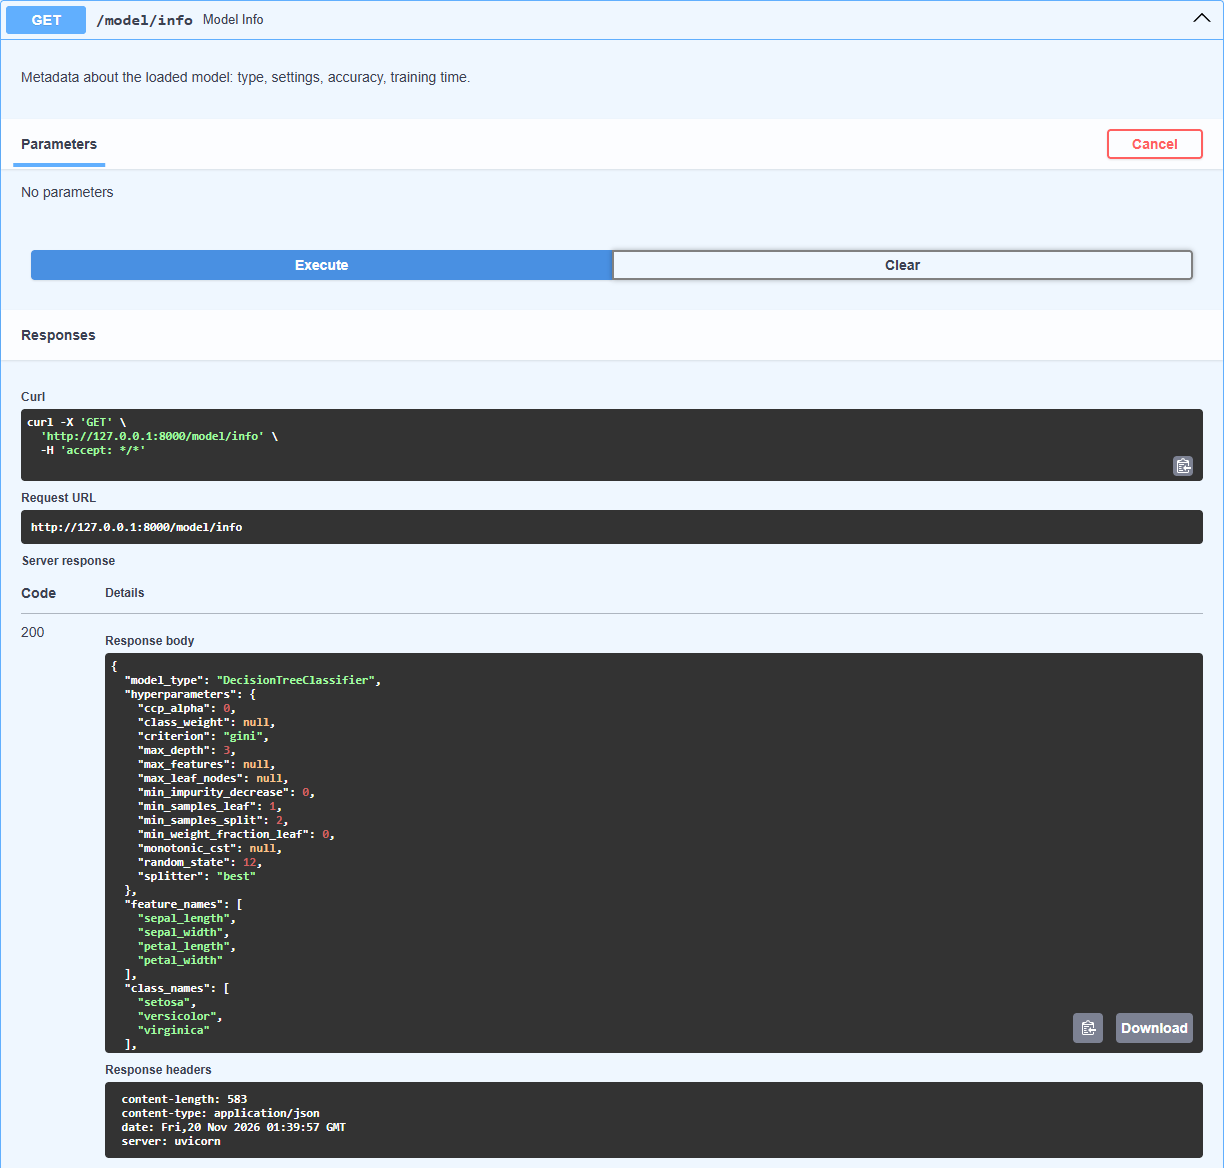 GET /model/info Model Info
Metadata about the loaded model: type, settings, accuracy, training time.
Parameters
Cancel
No parameters
Execute
Clear
Responses
Curl
curl -X 'GET' \
  'http://127.0.0.1:8000/model/info' \
  -H 'accept: */*'
Request URL
http://127.0.0.1:8000/model/info
Server response
Code Details
200
Response body
{
  "model_type": "DecisionTreeClassifier",
  "hyperparameters": {
    "ccp_alpha": 0,
    "class_weight": null,
    "criterion": "gini",
    "max_depth": 3,
    "max_features": null,
    "max_leaf_nodes": null,
    "min_impurity_decrease": 0,
    "min_samples_leaf": 1,
    "min_samples_split": 2,
    "min_weight_fraction_leaf": 0,
    "monotonic_cst": null,
    "random_state": 12,
    "splitter": "best"
  },
  "feature_names": [
    "sepal_length",
    "sepal_width",
    "petal_length",
    "petal_width"
  ],
  "class_names": [
    "setosa",
    "versicolor",
    "virginica"
  ],
Download
Response headers
content-length: 583
content-type: application/json
date: Fri,20 Nov 2026 01:39:57 GMT
server: uvicorn